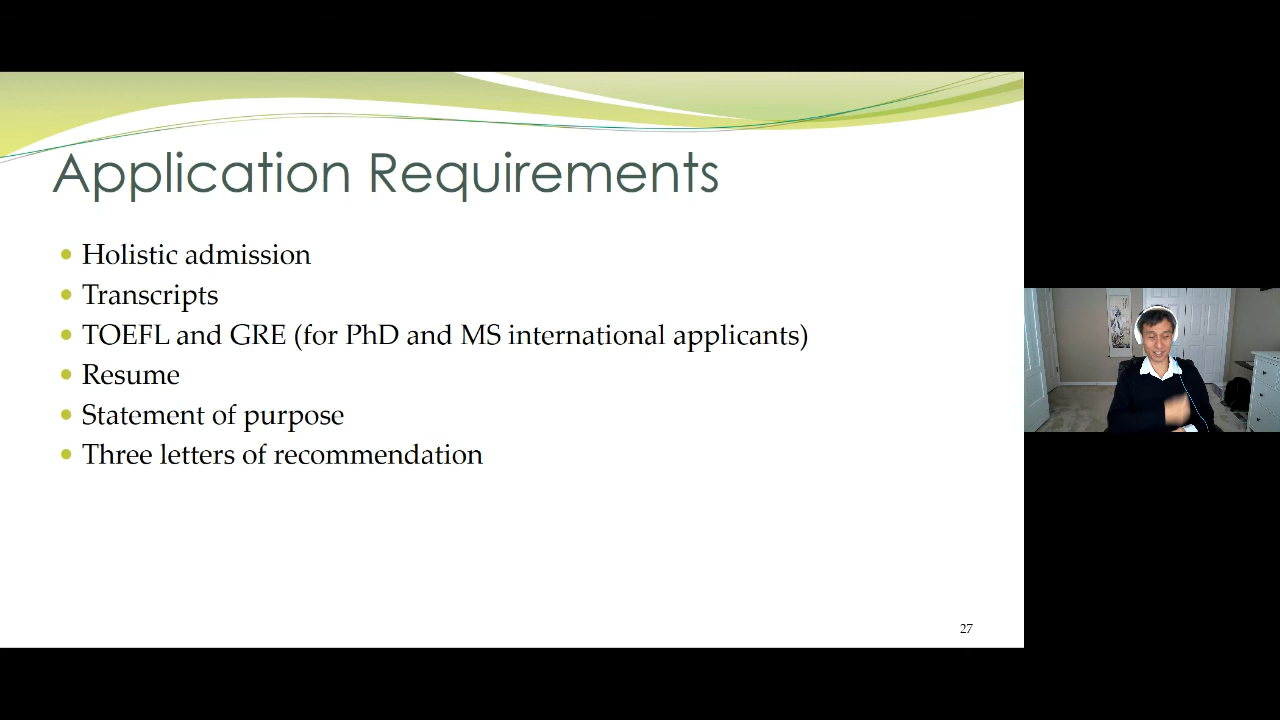 Application Requirements
Holistic admission
Transcripts
TOEFL and GRE (for PhD and MS international applicants)
Resume
Statement of purpose
Three letters of recommendation
27